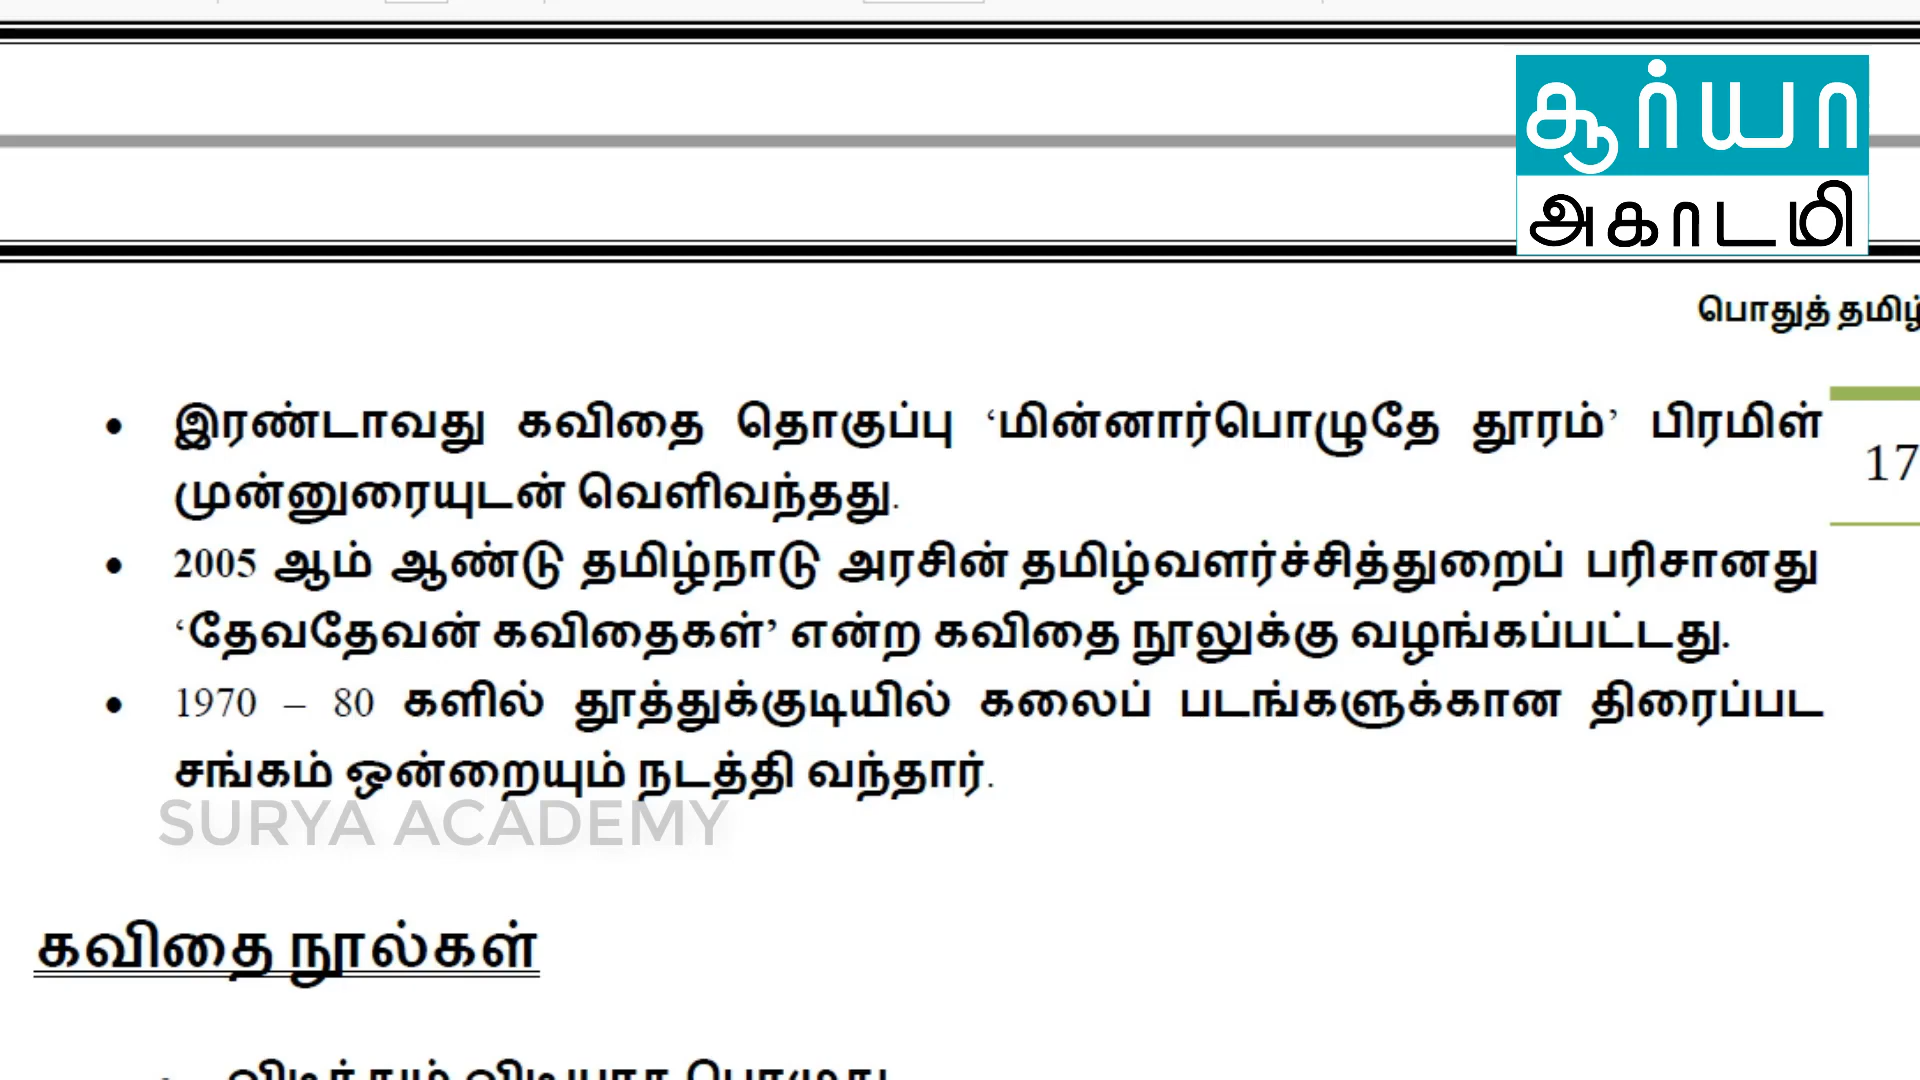 சூர்யா
அகாடமி
பொதுத் தமிழ்
• இரண்டாவது கவிதை தொகுப்பு ‘மின்னார்பொழுதே தூரம்’ பிரமிள்
17
முன்னுரையுடன் வெளிவந்தது.
• 2005 ஆம் ஆண்டு தமிழ்நாடு அரசின் தமிழ்வளர்ச்சித்துறைப் பரிசானது
‘தேவதேவன் கவிதைகள்’ என்ற கவிதை நூலுக்கு வழங்கப்பட்டது.
• 1970 – 80 களில் தூத்துக்குடியில் கலைப் படங்களுக்கான திரைப்பட
சங்கம் ஒன்றையும் நடத்தி வந்தார்.
SURYA ACADEMY
கவிதை நூல்கள்